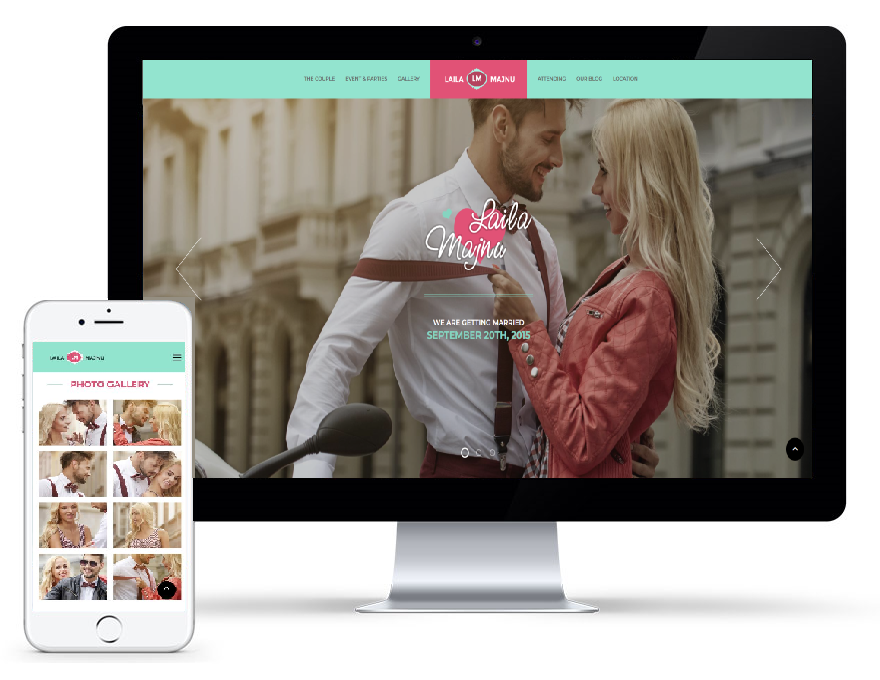 THE COUPLE EVENT & PARTIES GALLERY LAILA LM MAJNU ATTENDING OUR BLOG LOCATION
Laila
Majnu
WE ARE GETTING MARRIED
SEPTEMBER 20TH, 2015
LAILA LM MAJNU
PHOTO GALLERY